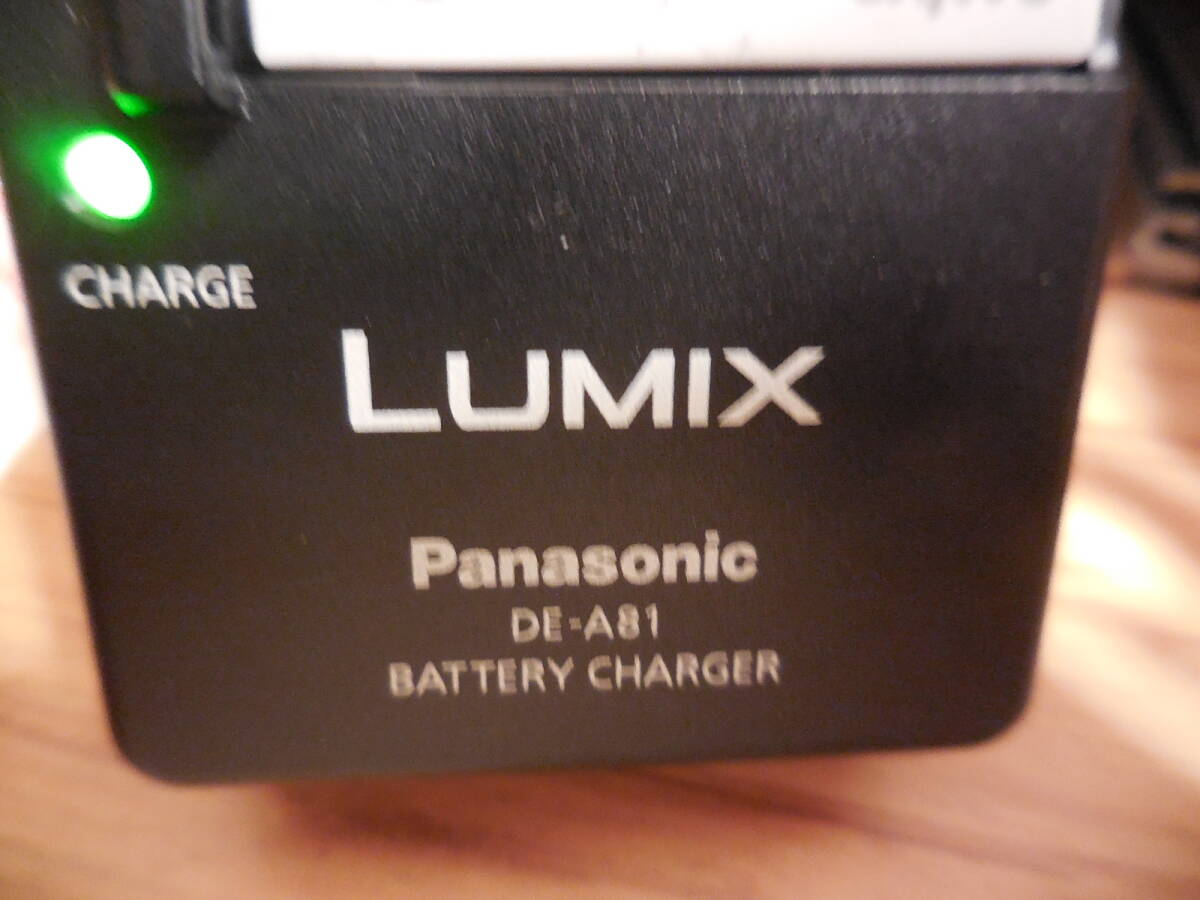 CHARGE
LUMIX
Panasonic
DE-A81
BATTERY CHARGER